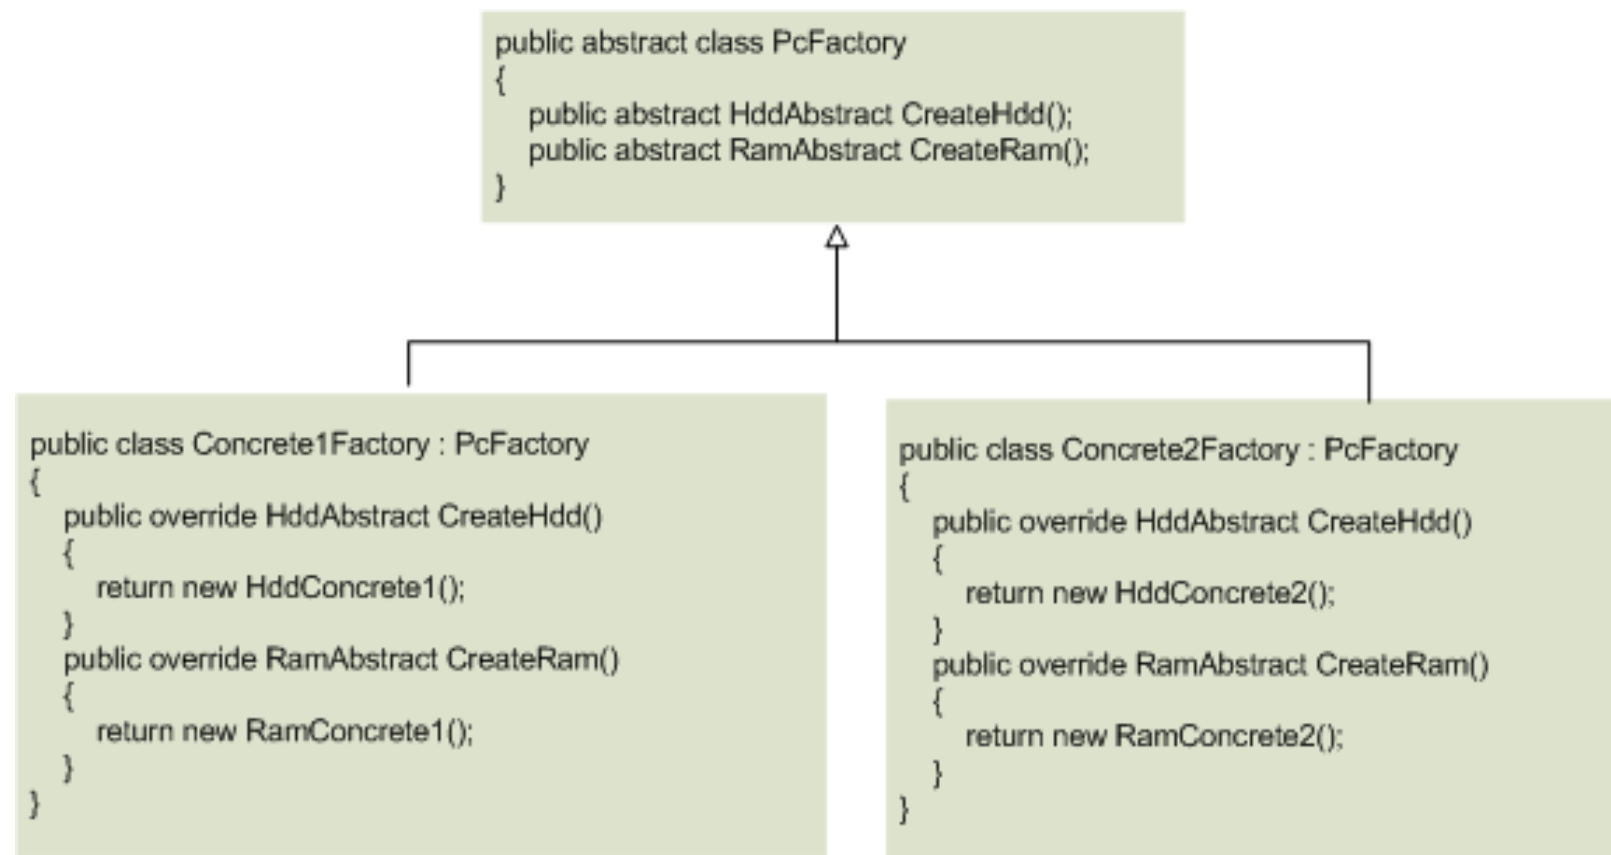 public abstract class PcFactory
{
public abstract HddAbstract CreateHdd();
public abstract RamAbstract CreateRam();
}
public class Concrete1Factory : PcFactory
{
public override HddAbstract CreateHdd()
{
return new HddConcrete1();
}
public override RamAbstract CreateRam()
{
return new RamConcrete1();
}
}
public class Concrete2Factory : PcFactory
{
public override HddAbstract CreateHdd()
{
return new HddConcrete2();
}
public override RamAbstract CreateRam()
{
return new RamConcrete2();
}
}